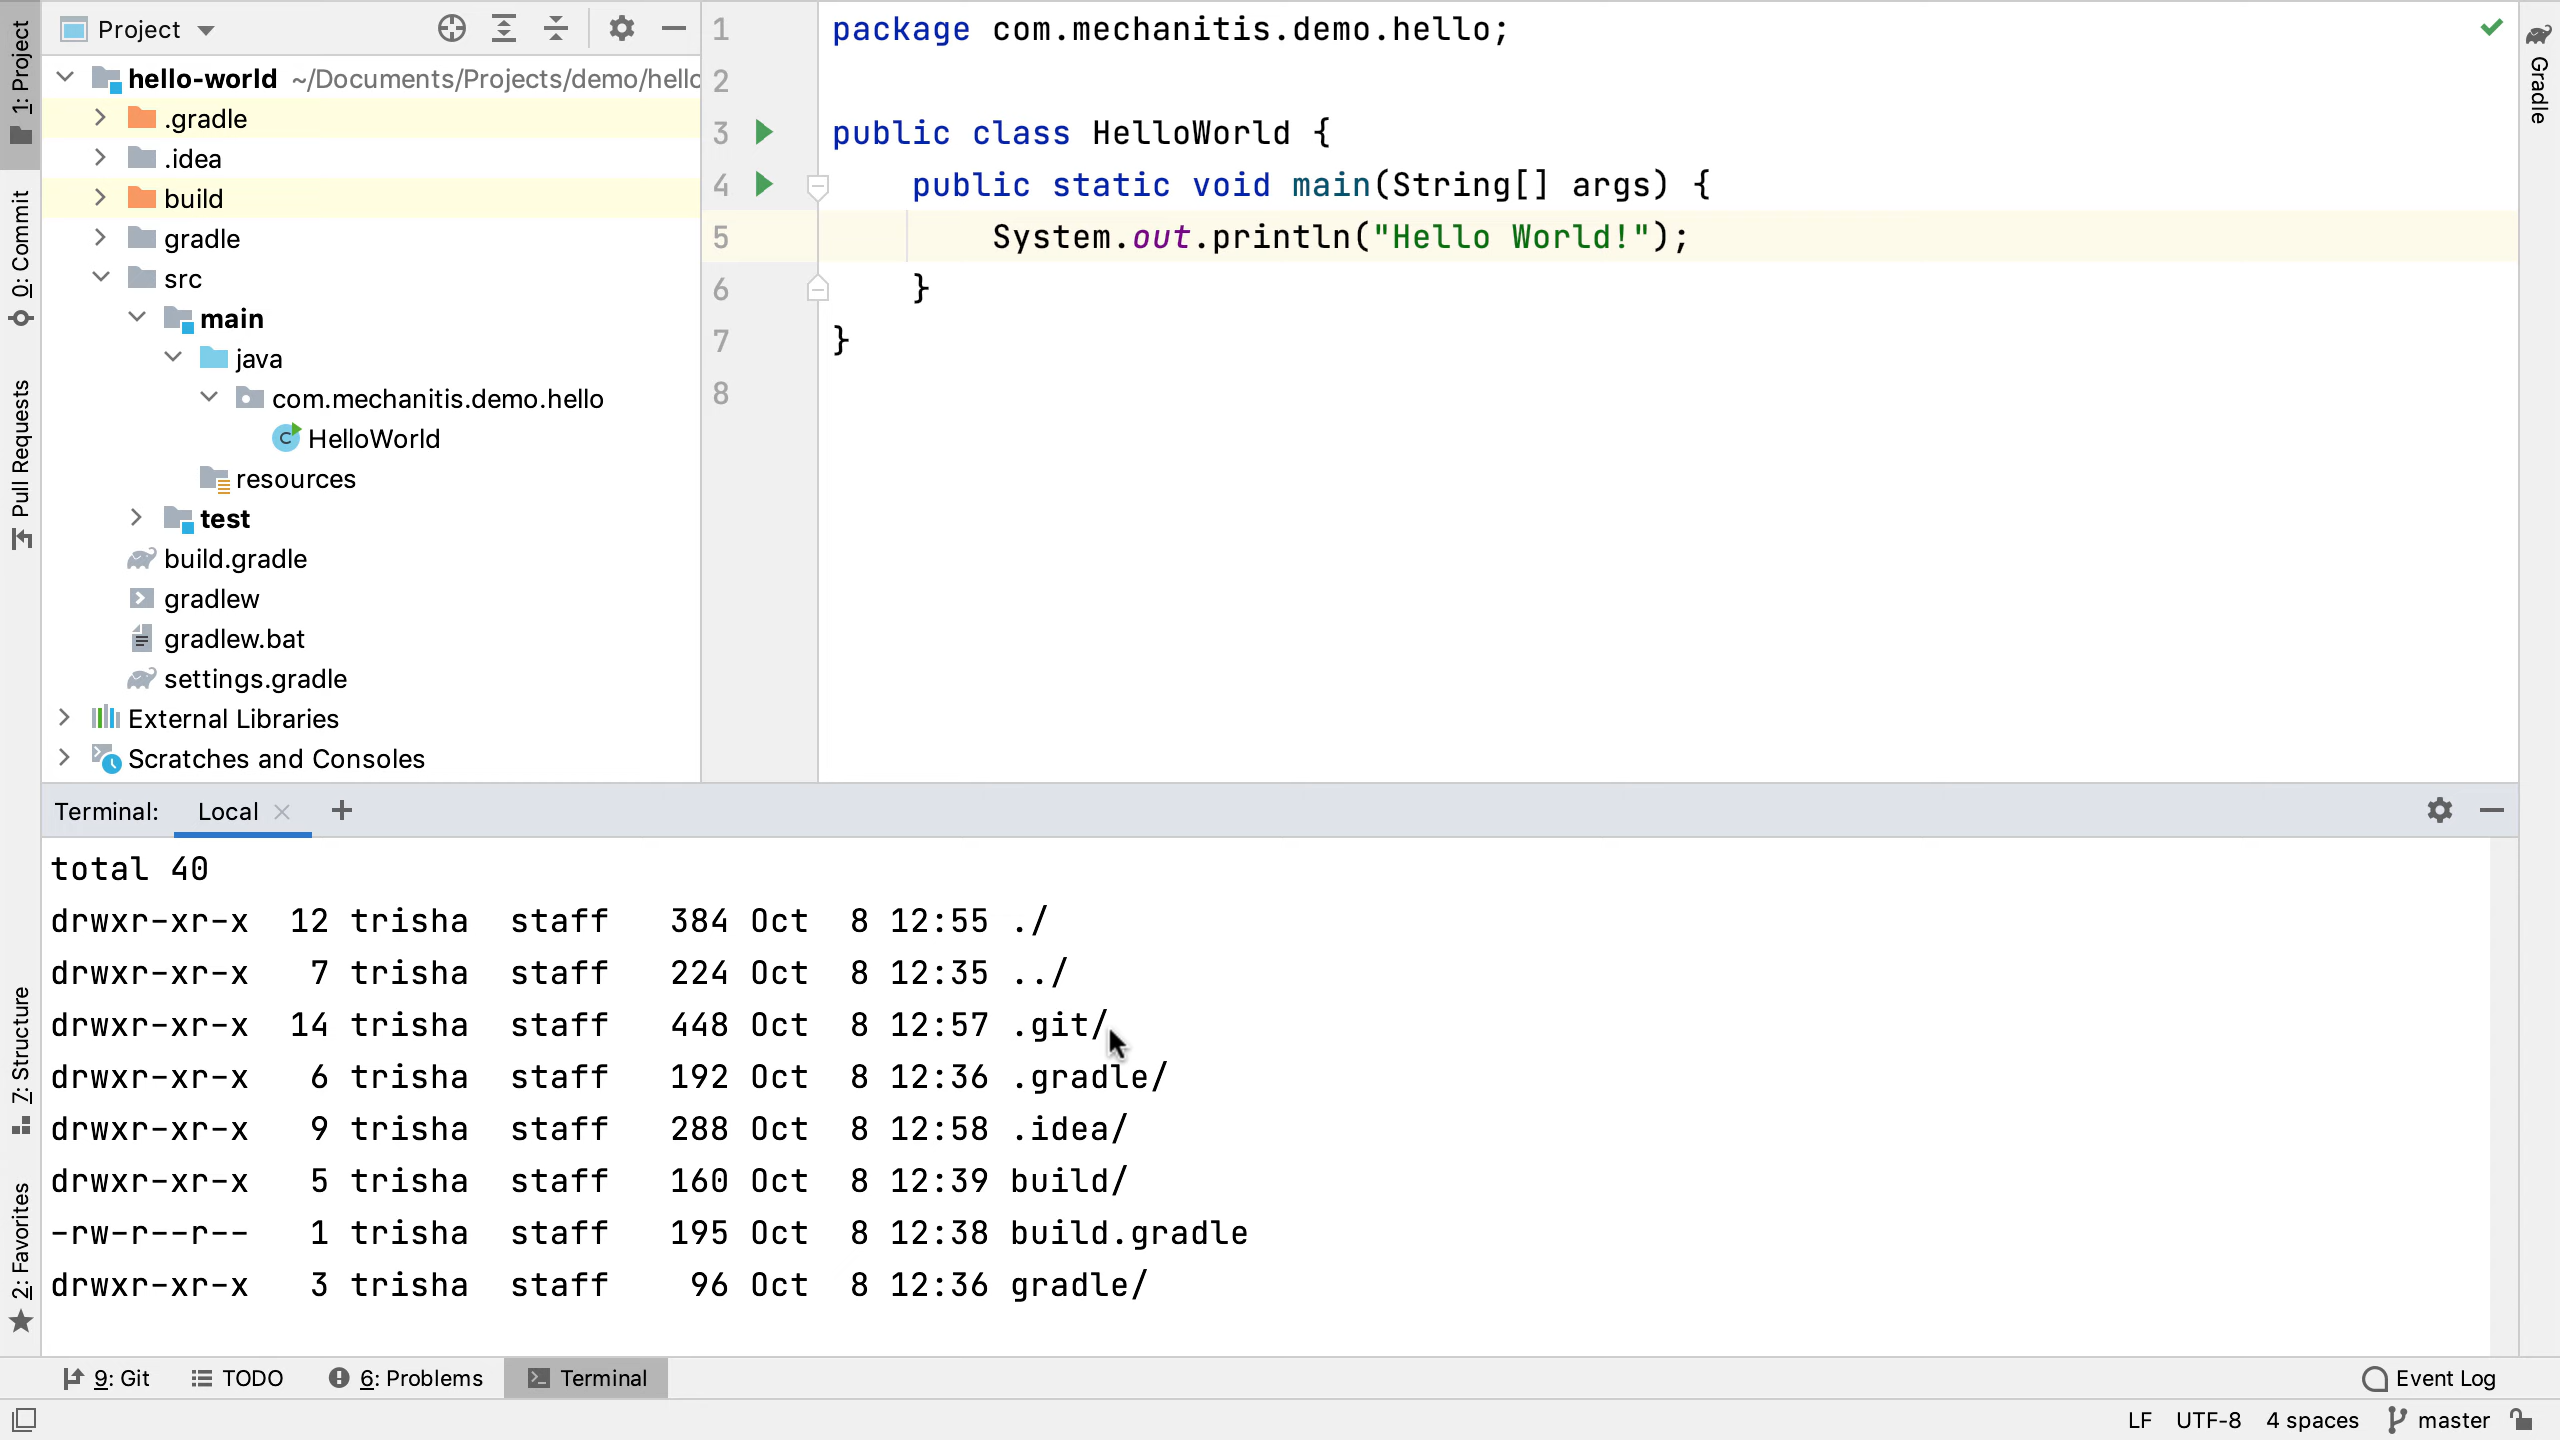 1: Project
0: Commit
Pull Requests
7: Structure
2: Favorites
Project
hello-world ~/Documents/Projects/demo/hello
.gradle
.idea
build
gradle
src
main
java
com.mechanitis.demo.hello
HelloWorld
resources
test
build.gradle
gradlew
gradlew.bat
settings.gradle
External Libraries
Scratches and Consoles
1 package com.mechanitis.demo.hello;
2
3 public class HelloWorld {
4 public static void main(String[] args) {
5 System.out.println("Hello World!");
6 }
7 }
8
Gradle
Terminal: Local
total 40
drwxr-xr-x 12 trisha staff 384 Oct 8 12:55 ./
drwxr-xr-x 7 trisha staff 224 Oct 8 12:35 ../
drwxr-xr-x 14 trisha staff 448 Oct 8 12:57 .git/
drwxr-xr-x 6 trisha staff 192 Oct 8 12:36 .gradle/
drwxr-xr-x 9 trisha staff 288 Oct 8 12:58 .idea/
drwxr-xr-x 5 trisha staff 160 Oct 8 12:39 build/
-rw-r--r-- 1 trisha staff 195 Oct 8 12:38 build.gradle
drwxr-xr-x 3 trisha staff 96 Oct 8 12:36 gradle/
9: Git TODO 6: Problems Terminal Event Log
LF UTF-8 4 spaces master